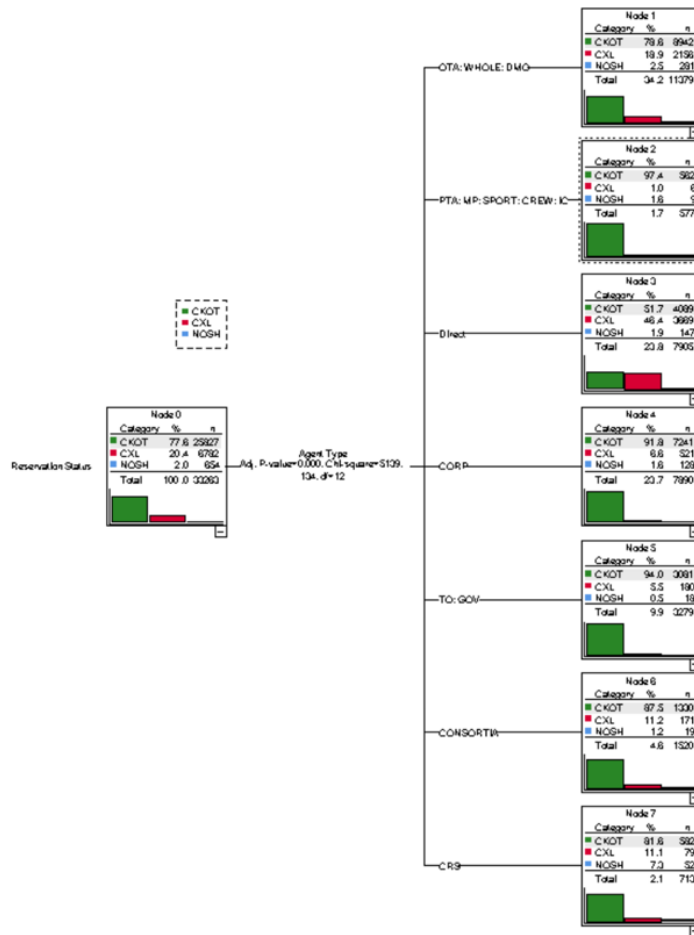 Node 1
Category % n
CKOT 78.6 8942
CXL 18.9 2156
NOSH 2.5 281
Total 34.2 11379
OTA; WHOLE; DMO
Node 2
Category % n
CKOT 97.4 562
CXL 1.0 6
NOSH 1.6 9
Total 1.7 577
PTA; MP; SPORT; CREW; IC
Node 3
Category % n
CKOT 51.7 4089
CXL 46.4 3669
NOSH 1.9 147
Total 23.8 7905
Direct
CKOT
CXL
NOSH
Reservation Status
Node 0
Category % n
CKOT 77.6 25827
CXL 20.4 6782
NOSH 2.0 654
Total 100.0 33263
Agent Type
Adj. P-value=0.000, Chi-square=5139.
134, df=12
Node 4
Category % n
CKOT 91.8 7241
CXL 6.6 521
NOSH 1.6 128
Total 23.7 7890
CORP
Node 5
Category % n
CKOT 94.0 3081
CXL 5.5 180
NOSH 0.5 18
Total 9.9 3279
TO; GOV
Node 6
Category % n
CKOT 87.5 1330
CXL 11.2 171
NOSH 1.2 19
Total 4.6 1520
CONSORTIA
Node 7
Category % n
CKOT 81.6 582
CXL 11.1 79
NOSH 7.3 52
Total 2.1 713
CRS